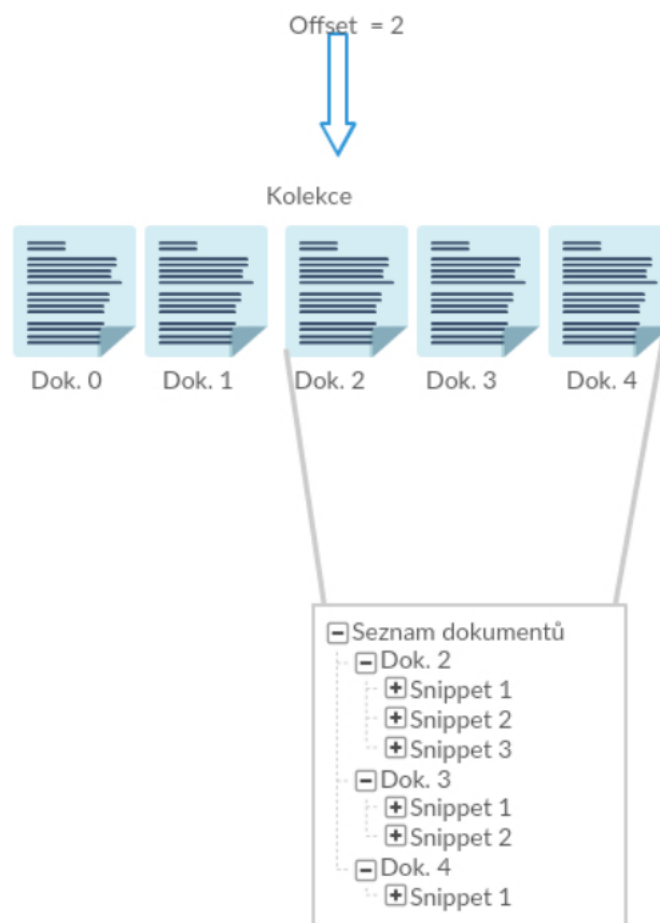 Offset = 2
Kolekce
Dok. 0 Dok. 1 Dok. 2 Dok. 3 Dok. 4
Seznam dokumentů
Dok. 2
Snippet 1
Snippet 2
Snippet 3
Dok. 3
Snippet 1
Snippet 2
Dok. 4
Snippet 1